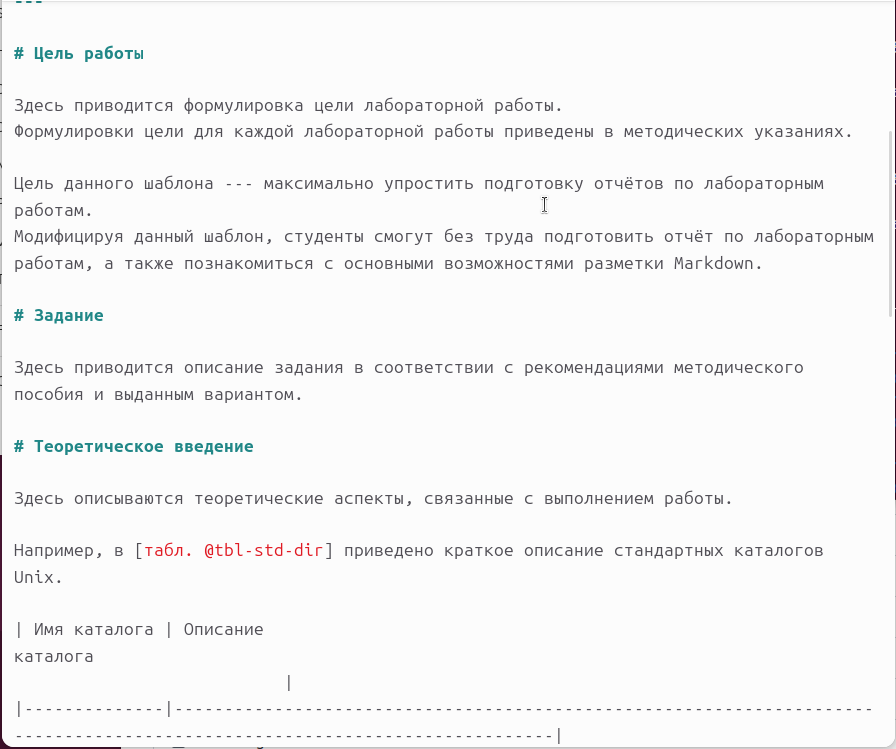 ---
# Цель работы
Здесь приводится формулировка цели лабораторной работы.
Формулировки цели для каждой лабораторной работы приведены в методических указаниях.
Цель данного шаблона --- максимально упростить подготовку отчётов по лабораторным
работам.
Модифицируя данный шаблон, студенты смогут без труда подготовить отчёт по лабораторным
работам, а также познакомиться с основными возможностями разметки Markdown.
# Задание
Здесь приводится описание задания в соответствии с рекомендациями методического
пособия и выданным вариантом.
# Теоретическое введение
Здесь описываются теоретические аспекты, связанные с выполнением работы.
Например, в [табл. @tbl-std-dir] приведено краткое описание стандартных каталогов
Unix.
| Имя каталога | Описание
каталога
|
|--------------|----------------------------------------------------------------------
------------------------------------------------------|